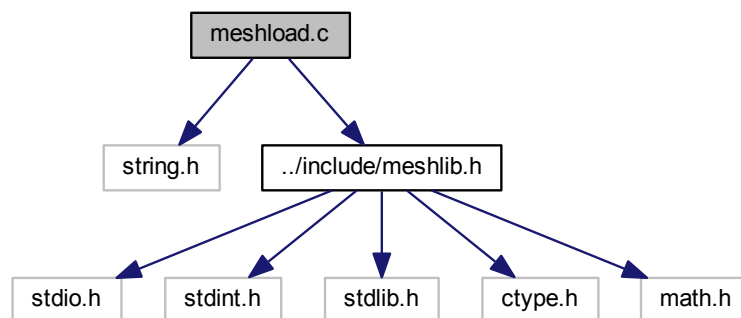 meshload.c
string.h
../include/meshlib.h
stdio.h
stdint.h
stdlib.h
ctype.h
math.h